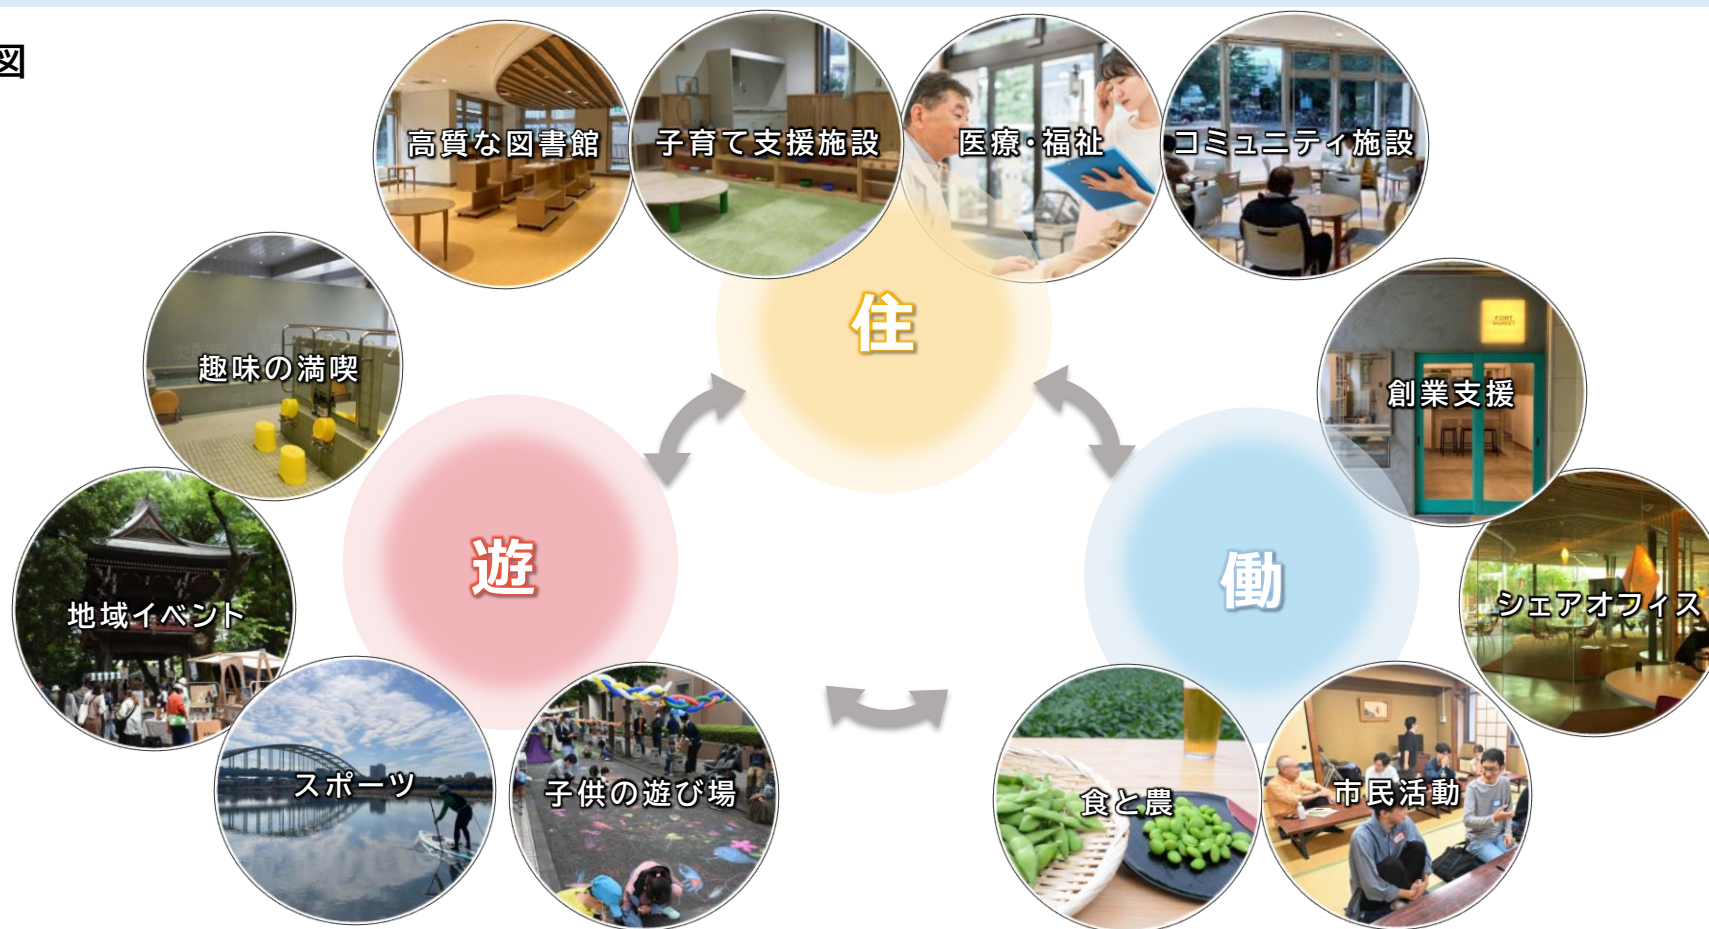 図
高質な図書館
子育て支援施設
医療・福祉
コミュニティ施設
住
趣味の満喫
創業支援
遊
働
地域イベント
シェアオフィス
スポーツ
子供の遊び場
食と農
市民活動
FORT
MARKET